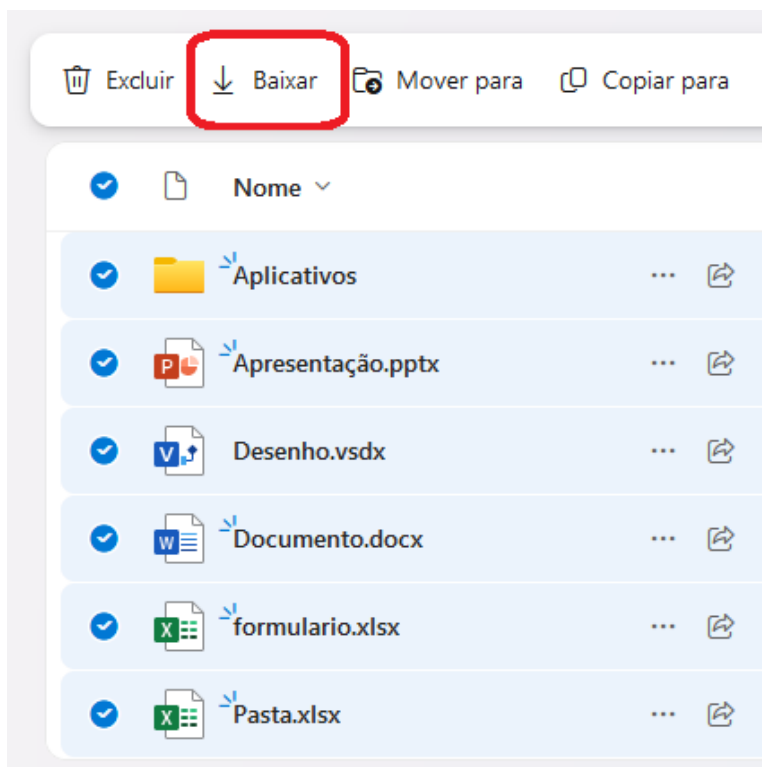 Excluir Baixar Mover para Copiar para
Nome
Aplicativos
Apresentação.pptx
Desenho.vsdx
Documento.docx
formulario.xlsx
Pasta.xlsx